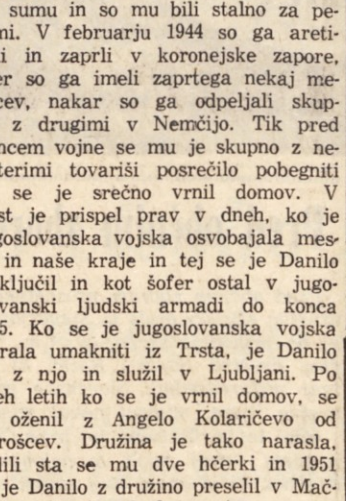 sumu in so mu bili stalno za pe-
mi. V februarju 1944 so ga areti-
i in zaprli v koronejske zapore,
er so ga imeli zaprtega nekaj me-
cev, nakar so ga odpeljali skup-
z drugimi v Nemčijo. Tik pred
ncem vojne se mu je skupno z ne-
terimi tovariši posrečilo pobegniti
se je srečno vrnil domov. V
st je prispel prav v dneh, ko je
goslovanska vojska osvobajala mes-
in naše kraje in tej se je Danilo
ključil in kot šofer ostal v jugo-
vanski ljudski armadi do konca
5. Ko se je jugoslovanska vojska
rala umakniti iz Trsta, je Danilo
z njo in služil v Ljubljani. Po
eh letih ko se je vrnil domov, se
oženil z Angelo Kolaričevo od
rošcev. Družina je tako narasla,
dili sta se mu dve hčerki in 1951
je Danilo z družino preselil v Mač-